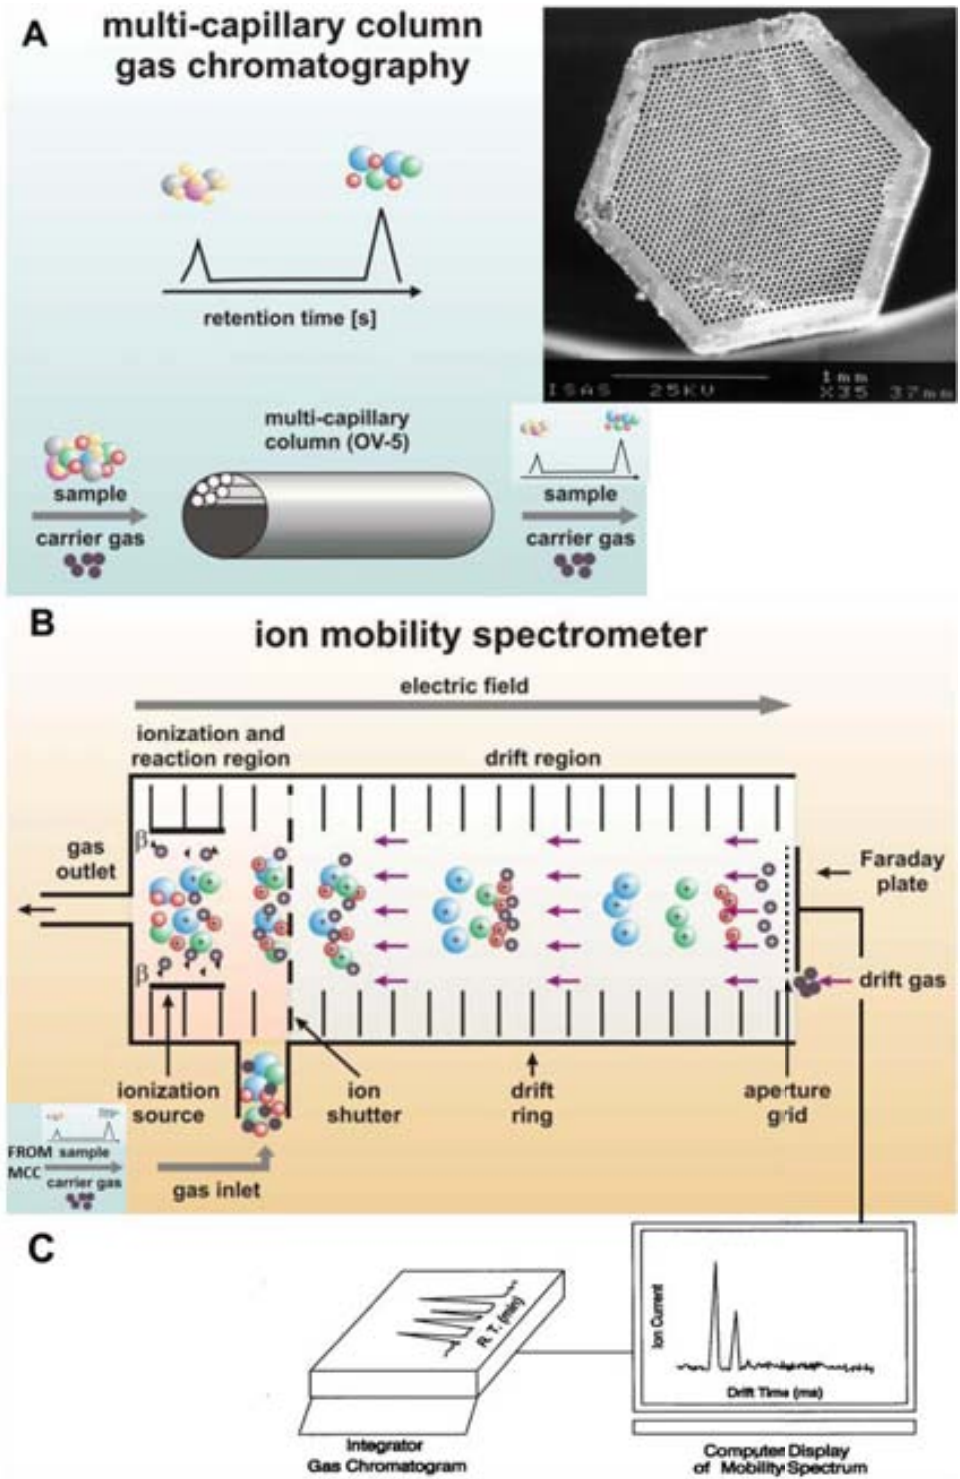 A
multi-capillary column
gas chromatography
retention time [s]
ISAS 25KV 1mm X35 37mm
multi-capillary
column (OV-5)
sample
carrier gas
sample
carrier gas
B
ion mobility spectrometer
electric field
ionization and
reaction region
drift region
β
gas
outlet
Faraday
plate
β
drift gas
ionization
source
ion
shutter
drift
ring
aperture
grid
FROM
MCC
sample
carrier gas
gas inlet
C
R. T. (min)
Integrator
Gas Chromatogram
Ion Current
Drift Time (ms)
Computer Display
of Mobility Spectrum